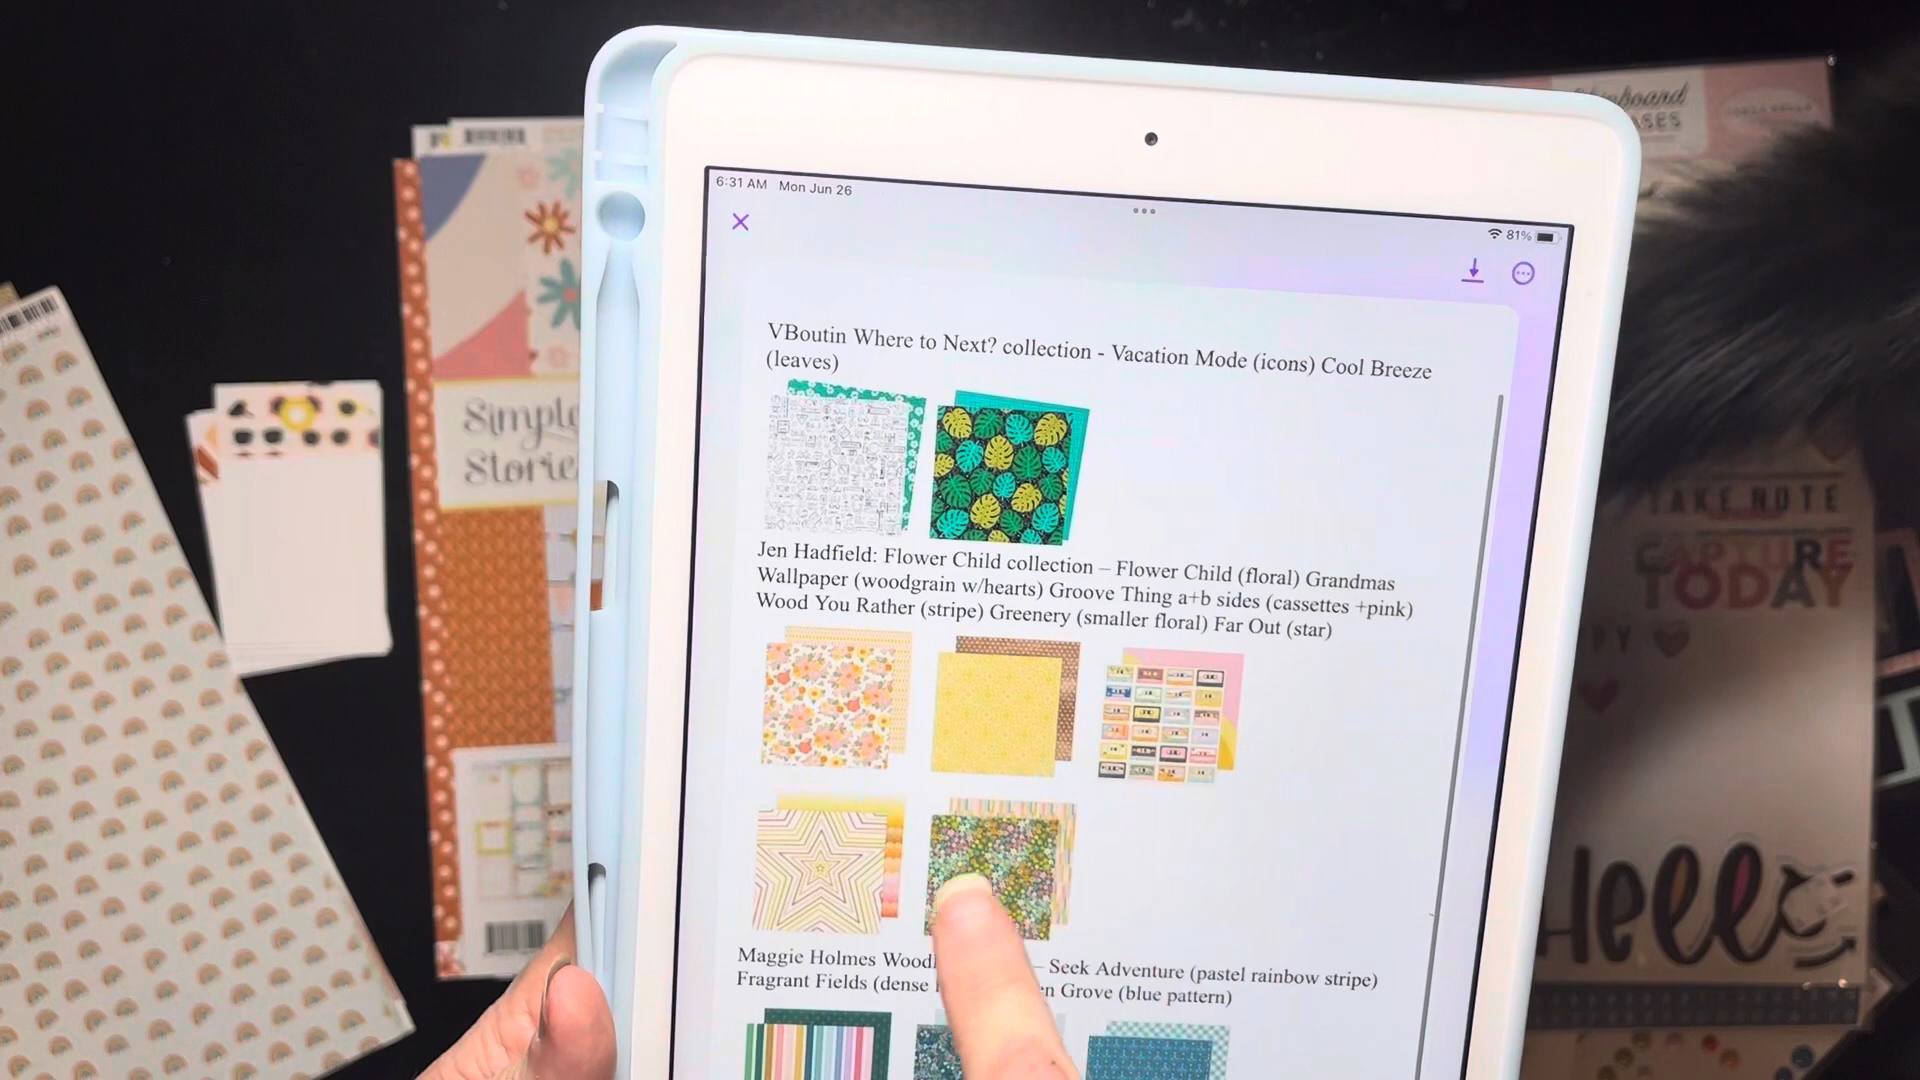 6:31 AM Mon Jun 26
81%
VBoutin Where to Next? collection - Vacation Mode (icons) Cool Breeze
(leaves)
Jen Hadfield: Flower Child collection – Flower Child (floral) Grandmas
Wallpaper (woodgrain w/hearts) Groove Thing a+b sides (cassettes +pink)
Wood You Rather (stripe) Greenery (smaller floral) Far Out (star)
Maggie Holmes – Seek Adventure (pastel rainbow stripe)
Fragrant Fields (dense Grove (blue pattern)
Simple
Stories
TAKE NOTE
CAPTURE
TODAY
Hello